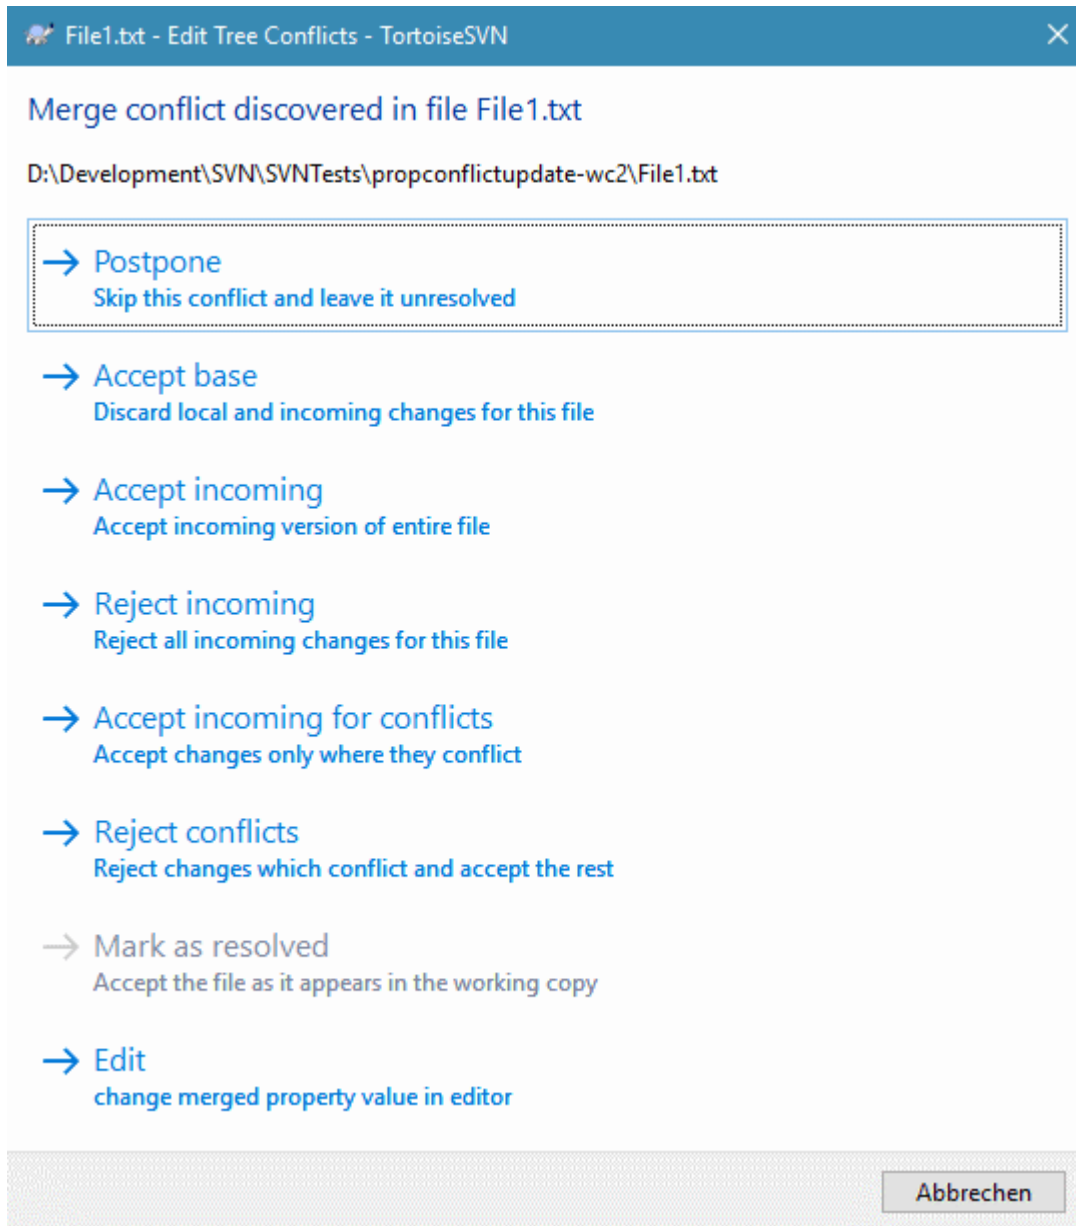 File1.txt - Edit Tree Conflicts - TortoiseSVN
Merge conflict discovered in file File1.txt
D:\Development\SVN\SVNTests\propconflictupdate-wc2\File1.txt
Postpone
Skip this conflict and leave it unresolved
Accept base
Discard local and incoming changes for this file
Accept incoming
Accept incoming version of entire file
Reject incoming
Reject all incoming changes for this file
Accept incoming for conflicts
Accept changes only where they conflict
Reject conflicts
Reject changes which conflict and accept the rest
Mark as resolved
Accept the file as it appears in the working copy
Edit
change merged property value in editor
Abbrechen